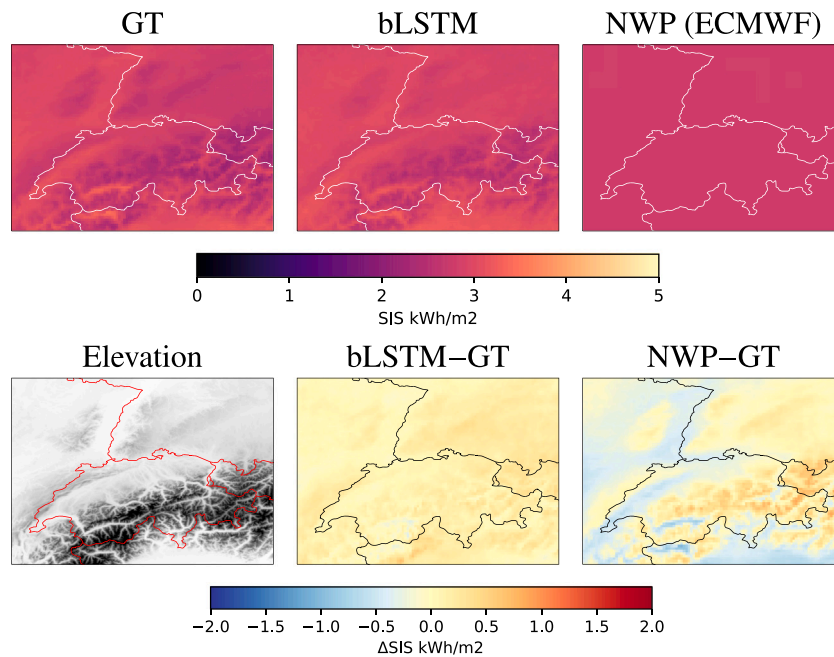 GT bLSTM NWP (ECMWF)
0 1 2 3 4 5
SIS kWh/m2
Elevation bLSTM−GT NWP−GT
−2.0 −1.5 −1.0 −0.5 0.0 0.5 1.0 1.5 2.0
ΔSIS kWh/m2